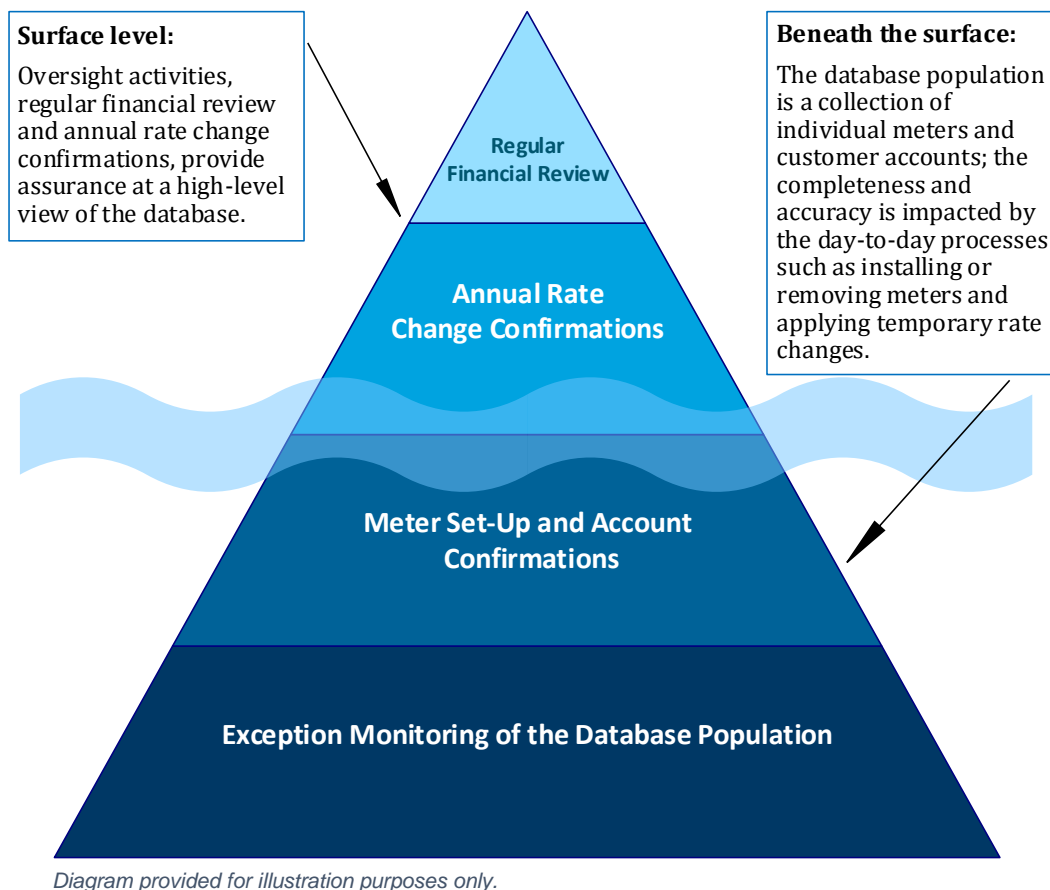 Surface level:
Oversight activities,
regular financial review
and annual rate change
confirmations, provide
assurance at a high-level
view of the database.
Beneath the surface:
The database population
is a collection of
individual meters and
customer accounts; the
completeness and
accuracy is impacted by
the day-to-day processes
such as installing or
removing meters and
applying temporary rate
changes.
Regular
Financial Review
Annual Rate
Change Confirmations
Meter Set-Up and Account
Confirmations
Exception Monitoring of the Database Population
Diagram provided for illustration purposes only.